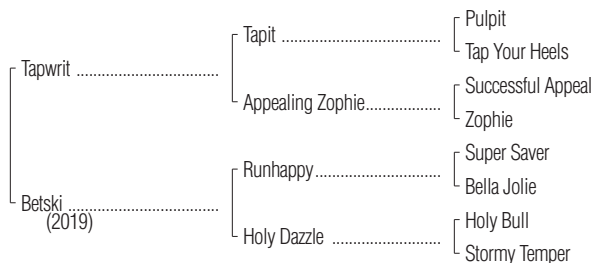 Pulpit
Tapit ........................................
Tap Your Heels
Tapwrit ....................................
Successful Appeal
Appealing Zophie...................
Zophie
Super Saver
Runhappy................................
Bella Jolie
Betski ......................................
(2019)
Holy Bull
Holy Dazzle ...........................
Stormy Temper